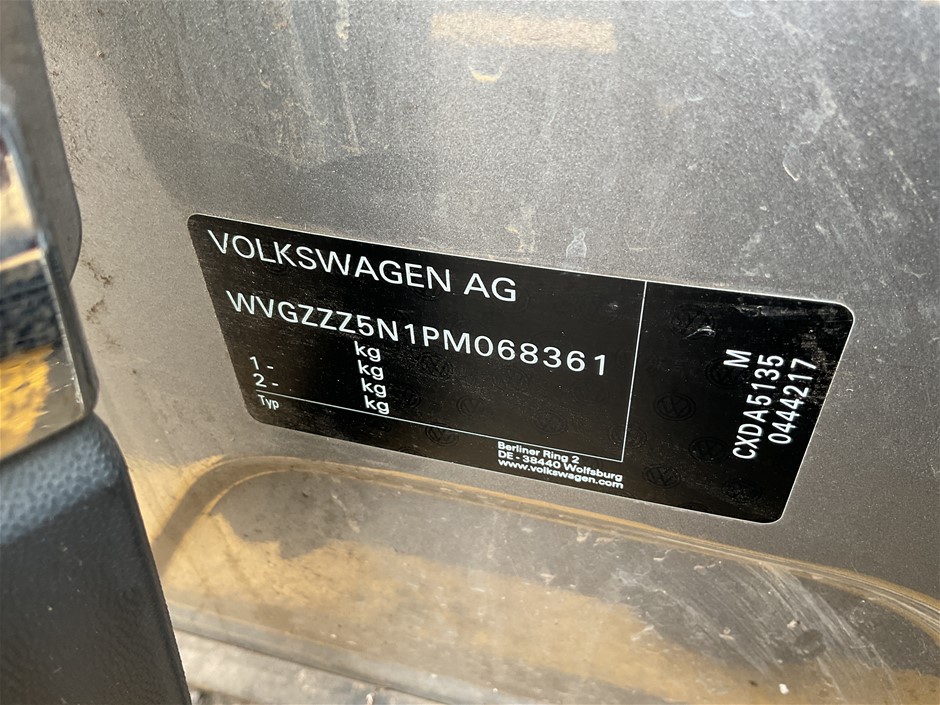 VOLKSWAGEN AG
WVGZZZ5N1PM068361
kg
1 - kg
2 - kg
Typ kg
Berliner Ring 2
DE - 38440 Wolfsburg
www.volkswagen.com
M
CXDA5135
0444217